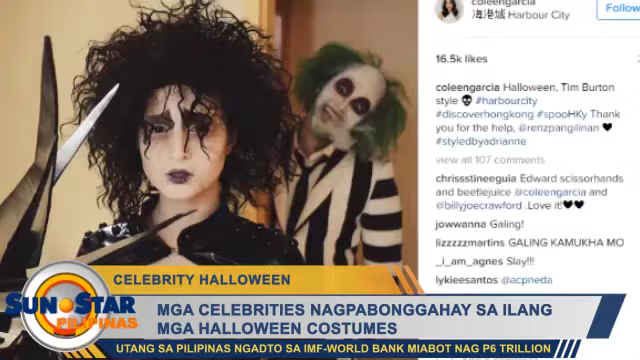 coleengarcia
海港城 Harbour City
Follow
16.5k likes
coleengarcia Halloween, Tim Burton
style 💀 #harbourcity
#discoverhongkong #spooHKy Thank
you for the help, @renzpangilinan 🖤
#styledbyadrianne
view all 107 comments
chrissstineeguia Edward scissorhands
and beetlejuice @coleengarcia and
@billyjoecrawford .Love it!🖤🖤
jowwanna Galing!
lizzzzzmartins GALING KAMUKHA MO
_i_am_agnes Slay!!!
lykieesantos @acpneda
CELEBRITY HALLOWEEN
SUN STAR
PILIPINAS
MGA CELEBRITIES NAGPABONGGAHAY SA ILANG
MGA HALLOWEEN COSTUMES
UTANG SA PILIPINAS NGADTO SA IMF-WORLD BANK MIABOT NAG P6 TRILLION